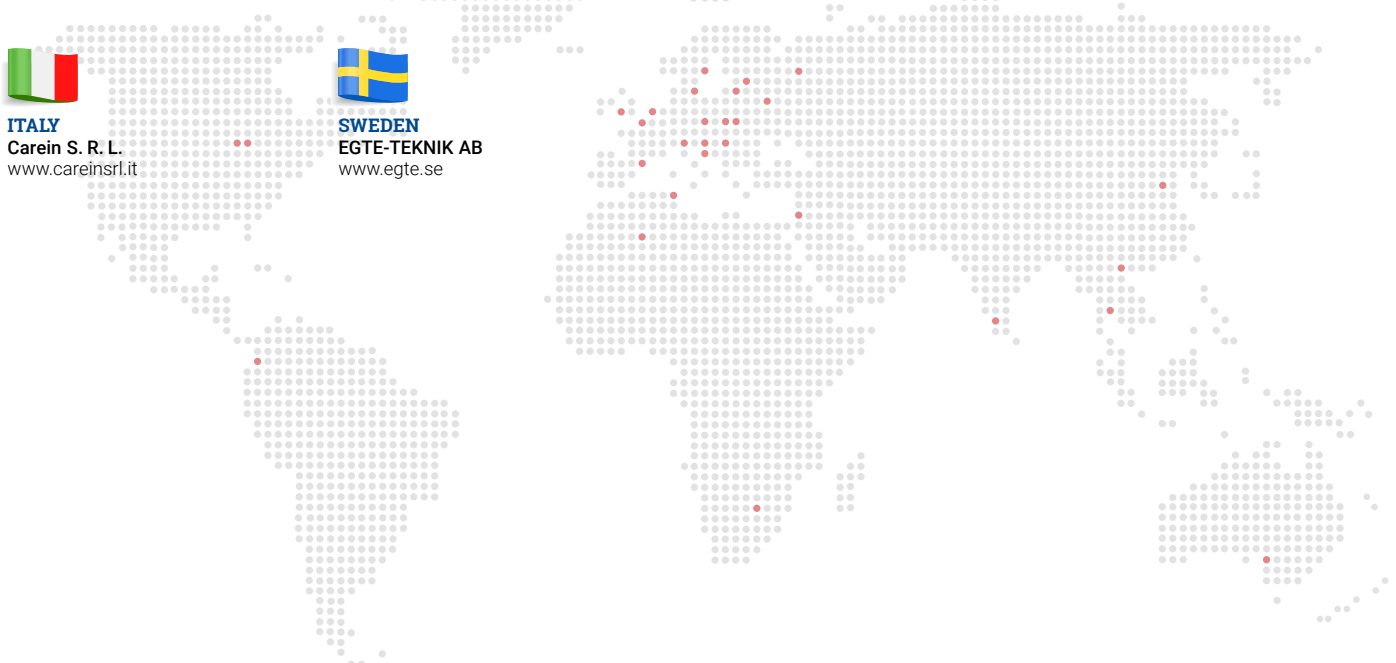 ITALY
Carein S. R. L.
www.careinsrl.it
SWEDEN
EGTE-TEKNIK AB
www.egte.se